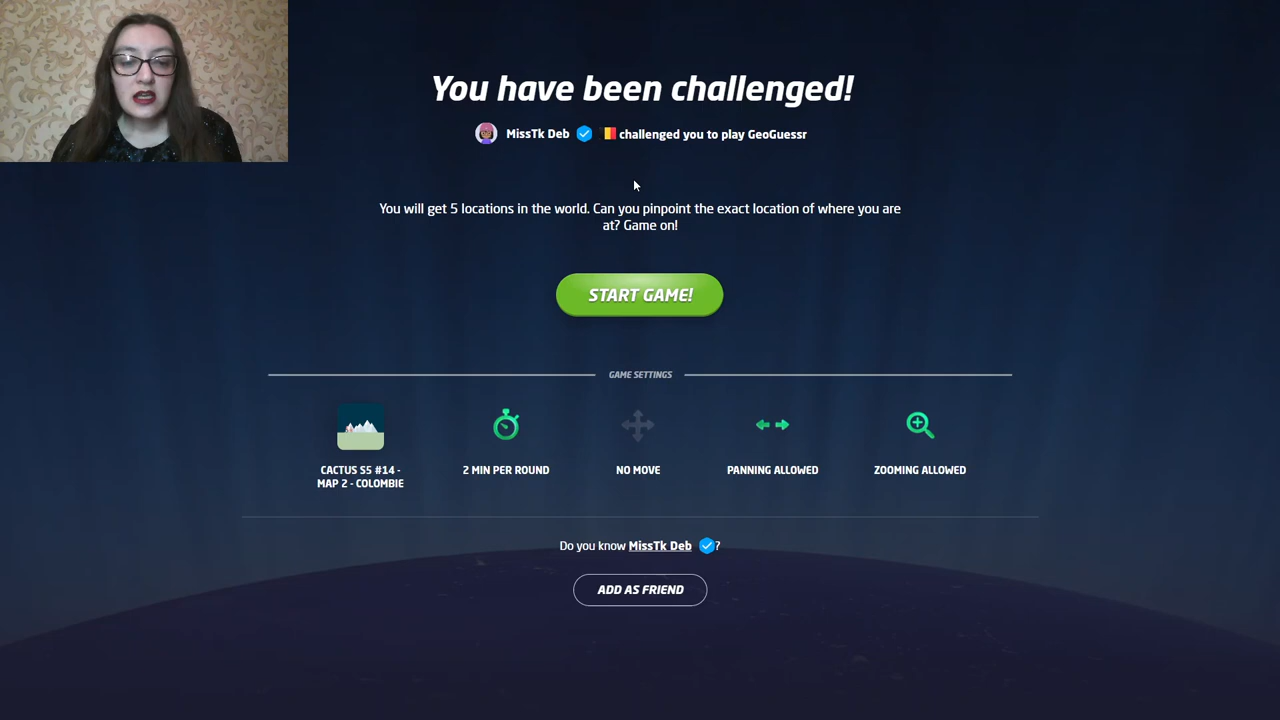 You have been challenged!
MissTk Deb challenged you to play GeoGuessr
You will get 5 locations in the world. Can you pinpoint the exact location of where you are
at? Game on!
START GAME!
GAME SETTINGS
CACTUS S5 #14 -
MAP 2 - COLOMBIE
2 MIN PER ROUND
NO MOVE
PANNING ALLOWED
ZOOMING ALLOWED
Do you know MissTk Deb ?
ADD AS FRIEND